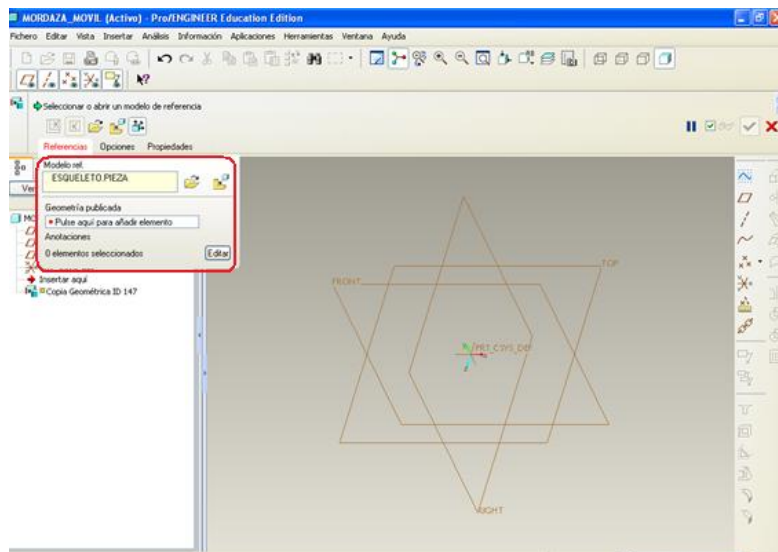 MORDAZA_MOVIL (Activo) - Pro/ENGINEER Education Edition
Fichero Editar Vista Insertar Análisis Información Aplicaciones Herramientas Ventana Ayuda
Seleccionar o abrir un modelo de referencia
Referencias Opciones Propiedades
Modelo ref.
ESQUELETO.PIEZA
Geometría publicada
Pulse aquí para añadir elemento
Anotaciones
0 elementos seleccionados Editar
Ver
MO
Insertar aquí
Copia Geométrica ID 147
TOP
FRONT
PRT_CSYS_DEF
RIGHT